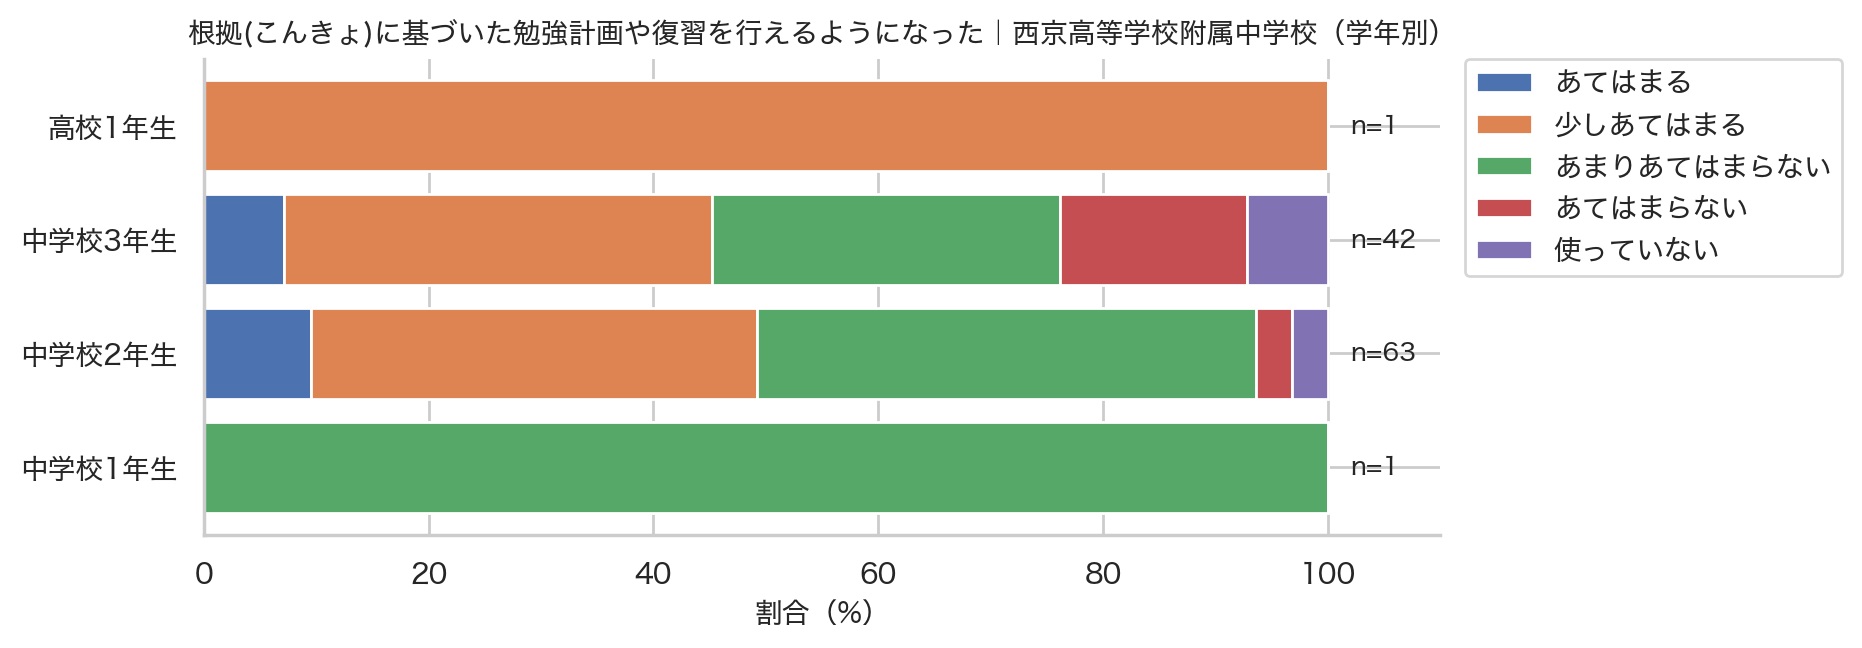 根拠(こんきょ)に基づいた勉強計画や復習を行えるようになった｜西京高等学校附属中学校（学年別）
高校1年生
n=1
中学校3年生
n=42
中学校2年生
n=63
中学校1年生
n=1
0 20 40 60 80 100
割合（%）
あてはまる
少しあてはまる
あまりあてはまらない
あてはまらない
使っていない